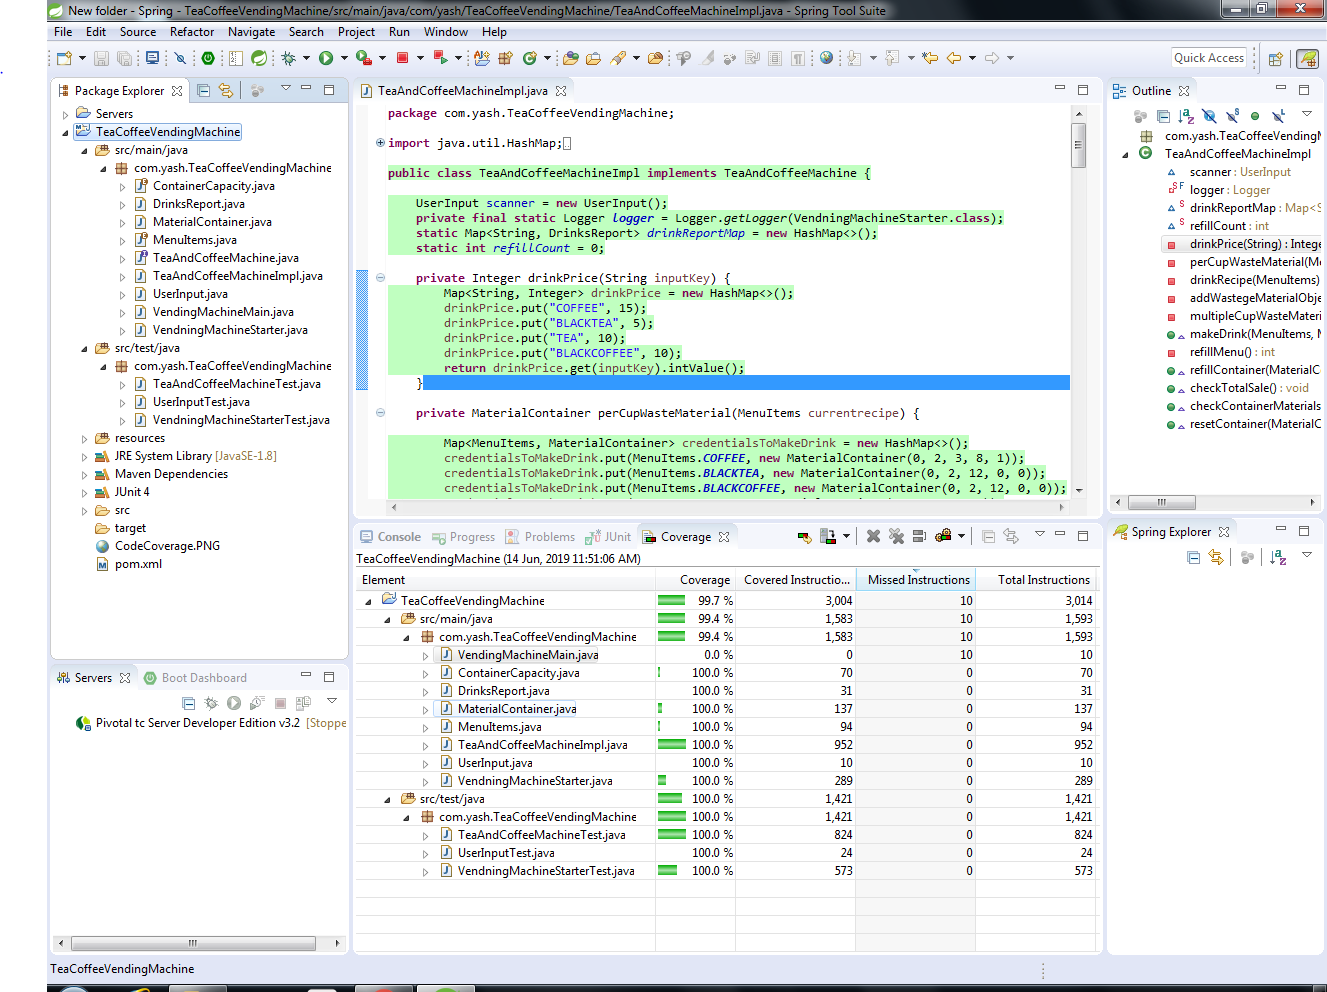 New folder - Spring - TeaCoffeeVendingMachine/src/main/java/com/yash/TeaCoffeeVendingMachine/TeaAndCoffeeMachineImpl.java - Spring Tool Suite
File Edit Source Refactor Navigate Search Project Run Window Help
Quick Access
Package Explorer
Servers
TeaCoffeeVendingMachine
src/main/java
com.yash.TeaCoffeeVendingMachine
ContainerCapacity.java
DrinksReport.java
MaterialContainer.java
MenuItems.java
TeaAndCoffeeMachine.java
TeaAndCoffeeMachineImpl.java
UserInput.java
VendingMachineMain.java
VendningMachineStarter.java
src/test/java
com.yash.TeaCoffeeVendingMachine
TeaAndCoffeeMachineTest.java
UserInputTest.java
VendningMachineStarterTest.java
resources
JRE System Library [JavaSE-1.8]
Maven Dependencies
JUnit 4
src
target
CodeCoverage.PNG
pom.xml
TeaAndCoffeeMachineImpl.java
package com.yash.TeaCoffeeVendingMachine;
import java.util.HashMap;
public class TeaAndCoffeeMachineImpl implements TeaAndCoffeeMachine {
UserInput scanner = new UserInput();
private final static Logger logger = Logger.getLogger(VendningMachineStarter.class);
static Map<String, DrinksReport> drinkReportMap = new HashMap<>();
static int refillCount = 0;
private Integer drinkPrice(String inputKey) {
Map<String, Integer> drinkPrice = new HashMap<>();
drinkPrice.put("COFFEE", 15);
drinkPrice.put("BLACKTEA", 5);
drinkPrice.put("TEA", 10);
drinkPrice.put("BLACKCOFFEE", 10);
return drinkPrice.get(inputKey).intValue();
}
private MaterialContainer perCupWasteMaterial(MenuItems currentrecipe) {
Map<MenuItems, MaterialContainer> credentialsToMakeDrink = new HashMap<>();
credentialsToMakeDrink.put(MenuItems.COFFEE, new MaterialContainer(0, 2, 3, 8, 1));
credentialsToMakeDrink.put(MenuItems.BLACKTEA, new MaterialContainer(0, 2, 12, 0, 0));
credentialsToMakeDrink.put(MenuItems.BLACKCOFFEE, new MaterialContainer(0, 2, 12, 0, 0));
Outline
com.yash.TeaCoffeeVendingM
TeaAndCoffeeMachineImpl
scanner : UserInput
logger : Logger
drinkReportMap : Map<S
refillCount : int
drinkPrice(String) : Intege
perCupWasteMaterial(Me
drinkRecipe(MenuItems)
addWastegeMaterialObje
multipleCupWasteMateri
makeDrink(MenuItems, M
refillMenu() : int
refillContainer(MaterialC
checkTotalSale() : void
checkContainerMaterials
resetContainer(MaterialC
Servers Boot Dashboard
Pivotal tc Server Developer Edition v3.2 [Stoppe
Console Progress Problems JUnit Coverage
TeaCoffeeVendingMachine (14 Jun, 2019 11:51:06 AM)
Element Coverage Covered Instructio... Missed Instructions Total Instructions
TeaCoffeeVendingMachine 99.7 % 3,004 10 3,014
src/main/java 99.4 % 1,583 10 1,593
com.yash.TeaCoffeeVendingMachine 99.4 % 1,583 10 1,593
VendingMachineMain.java 0.0 % 0 10 10
ContainerCapacity.java 100.0 % 70 0 70
DrinksReport.java 100.0 % 31 0 31
MaterialContainer.java 100.0 % 137 0 137
MenuItems.java 100.0 % 94 0 94
TeaAndCoffeeMachineImpl.java 100.0 % 952 0 952
UserInput.java 100.0 % 10 0 10
VendningMachineStarter.java 100.0 % 289 0 289
src/test/java 100.0 % 1,421 0 1,421
com.yash.TeaCoffeeVendingMachine 100.0 % 1,421 0 1,421
TeaAndCoffeeMachineTest.java 100.0 % 824 0 824
UserInputTest.java 100.0 % 24 0 24
VendningMachineStarterTest.java 100.0 % 573 0 573
Spring Explorer
TeaCoffeeVendingMachine